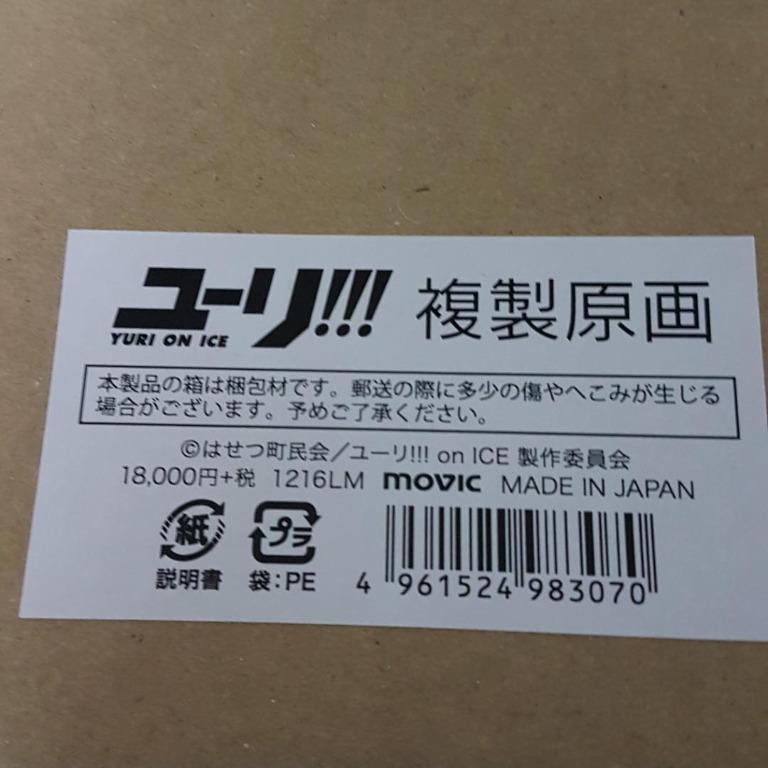 ユーリ!!! 複製原画
YURI ON ICE
本製品の箱は梱包材です。郵送の際に多少の傷やへこみが生じる
場合がございます。予めご了承ください。
©はせつ町民会/ユーリ!!! on ICE 製作委員会
18,000円+税 1216LM movic MADE IN JAPAN
紙 プラ
説明書 袋:PE
4 961524 983070